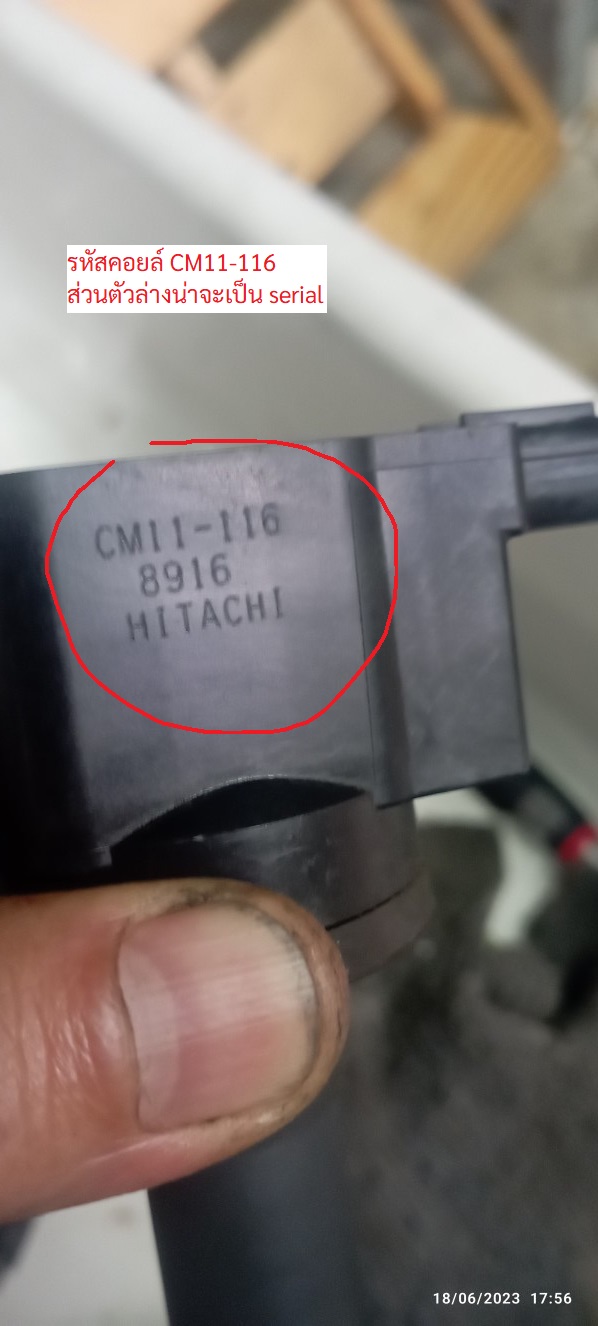 รหัสคอยล์ CM11-116
ส่วนตัวล่างน่าจะเป็น serial
CM11-116
8916
HITACHI
18/06/2023 17:56